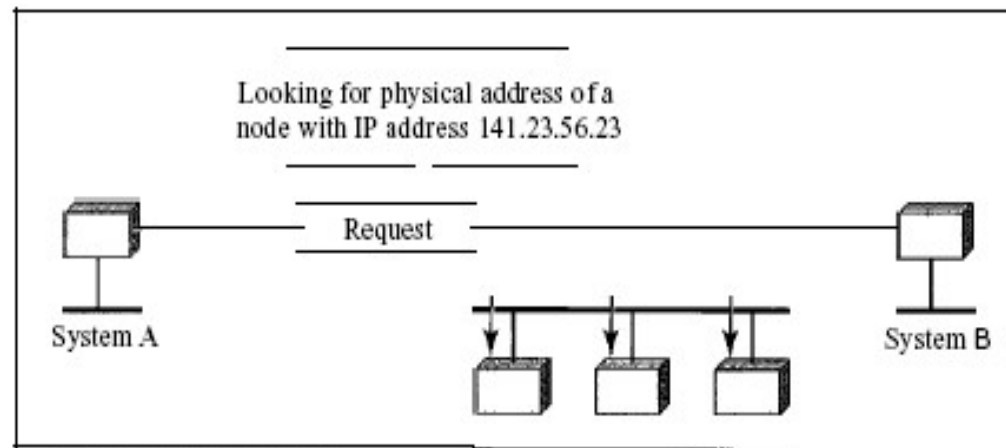 Looking for physical address of a
node with IP address 141.23.56.23
Request
System A
System B